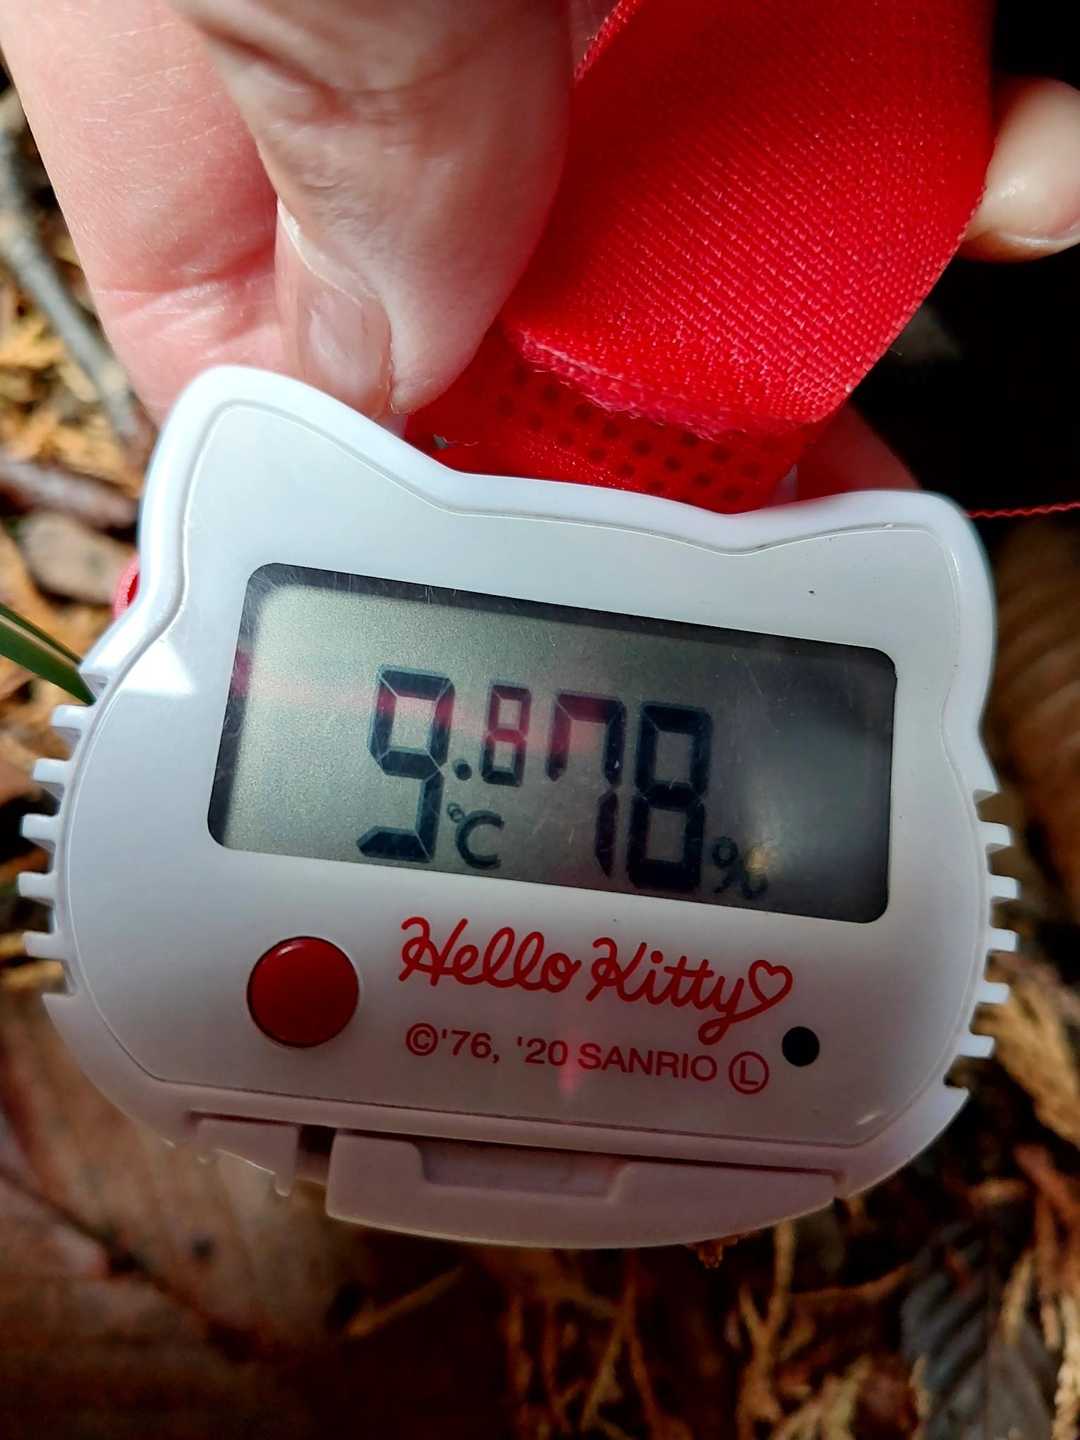 9.8 °C 78 %
Hello Kitty♡
©'76, '20 SANRIO Ⓛ